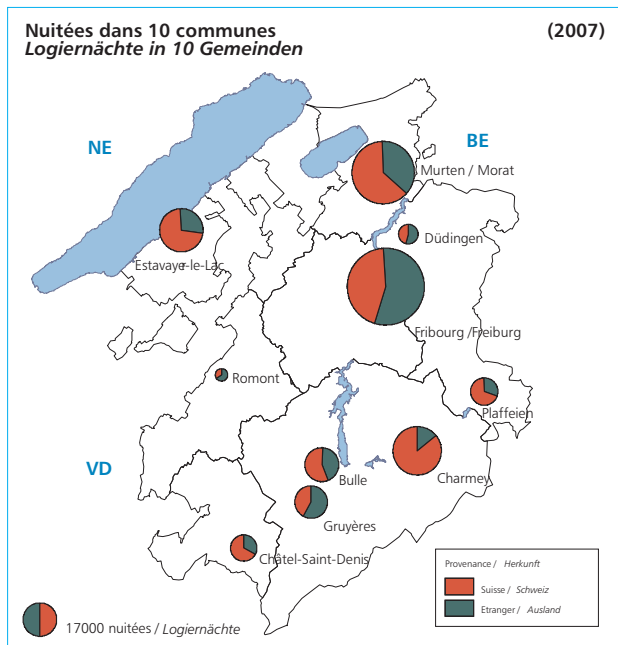 Nuitées dans 10 communes (2007)
Logiernächte in 10 Gemeinden
NE
BE
Murten / Morat
Düdingen
Estavayer-le-Lac
Fribourg /Freiburg
Romont
Plaffeien
VD
Bulle
Charmey
Gruyères
Châtel-Saint-Denis
Provenance / Herkunft
Suisse / Schweiz
Etranger / Ausland
17000 nuitées / Logiernächte